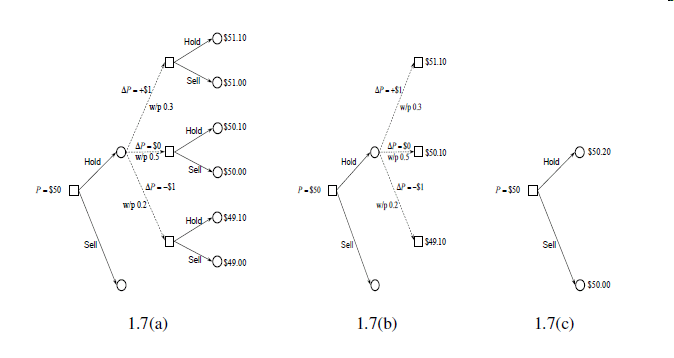 Hold $51.10
ΔP = +$1 Sell $51.00
w/p 0.3
Hold $50.10
ΔP = $0
w/p 0.5
Hold Sell $50.00
P = $50 ΔP = −$1
w/p 0.2 Hold $49.10
Sell Sell $49.00
1.7(a)
$51.10
ΔP = +$1
w/p 0.3
ΔP = $0 $50.10
w/p 0.5
Hold
P = $50 ΔP = −$1
w/p 0.2
Sell $49.10
1.7(b)
$50.20
Hold
P = $50
Sell
$50.00
1.7(c)